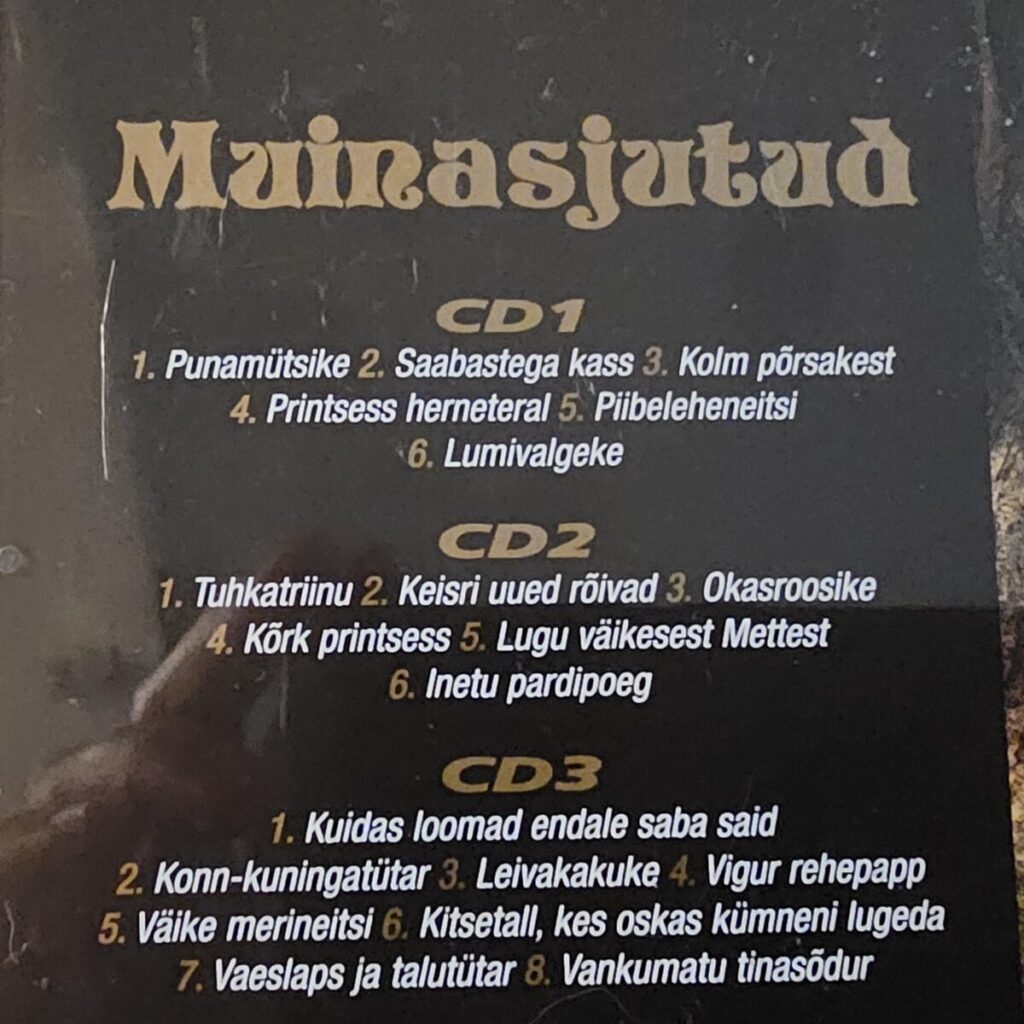 Muinasjutud
CD1
1. Punamütsike 2. Saabastega kass 3. Kolm põrsakest
4. Printsess herneteral 5. Piibeleheneitsi
6. Lumivalgeke
CD2
1. Tuhkatriinu 2. Keisri uued rõivad 3. Okasroosike
4. Kõrk printsess 5. Lugu väikesest Mettest
6. Inetu pardipoeg
CD3
1. Kuidas loomad endale saba said
2. Konn-kuningatütar 3. Leivakakuke 4. Vigur rehepapp
5. Väike merineitsi 6. Kitsetall, kes oskas kümneni lugeda
7. Vaeslaps ja talutütar 8. Vankumatu tinasõdur